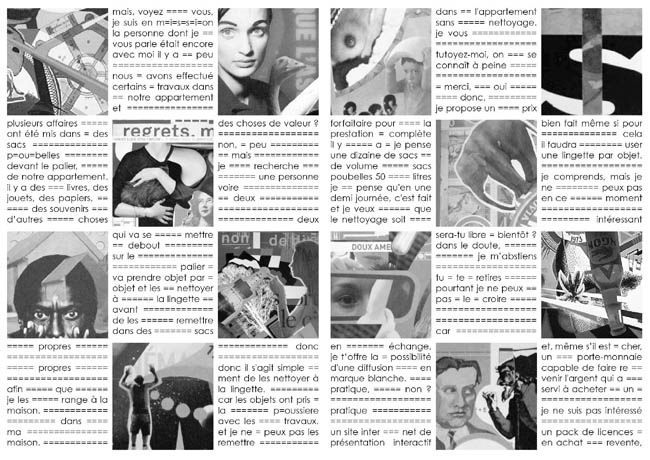 mais, voyez ==== vous,
je suis en m=i=s=s=i=on
la personne dont je ==
vous parle était encore
avec moi il y a == peu
==================
nous = avons effectué
certains = travaux dans
== notre appartement
et ================
plusieurs affaires =====
ont été mis dans = des
sacs ==============
p=ou=belles ========
devant le palier, =====
de notre appartement.
il y a des === livres, des
jouets, des papiers, ==
==== des souvenirs ===
d'autres ===== choses
regrets. m
des choses de valeur ?
==================
non, = peu =========
== mais ============
je ==== recherche ===
======= une personne
voire ==============
== deux ===========
============== deux
qui va se ==== mettre
== debout =========
sur le =============
=========== palier =
va prendre objet par =
objet et les == nettoyer
à ====== la lingette ==
avant =============
de les ====== remettre
dans des ====== sacs
non
===== propres ======
==================
===== propres ======
==================
afin ==== que ======
je les ===== range à la
maison. ===========
========= dans ====
ma ===============
maison. ===========
============ donc
==================
donc il s'agit simple ==
ment de les nettoyer à
la lingette. =========
car les objets ont pris =
la ======= p=oussiere
avec les ==== travaux.
et je ne = peux pas les
remettre ===========
dans == l'appartement
sans ===== nettoyage.
je vous ============
==================
tutoyez-moi, on === se
connaît à peine =====
==================
= merci, === oui =====
==== donc, =========
je propose un ==== prix
forfaitaire pour ==== la
prestation = complète
il y ===== a = je pense
une dizaine de sacs ==
de volume ===== sacs
poubelles 50 ==== litres
je == pense qu'en une
demi journée, c'est fait
et je veux ====== que
le nettoyage soit ====
bien fait même si pour
============== cela
il faudra ======= user
une lingette par objet.
==================
je comprends, mais je
ne ======== peux pas
en ce ====== moment
==================
========= intéressant
DOUX AME
sera-tu libre = bientôt ?
dans le doute, ======
======= je m'abstiens
==================
tu = te = retires =====
pourtant je ne peux ==
pas = le = croire =====
==================
==================
car ===============
1973
en ======= échange,
je t'offre la = possibilité
d'une diffusion ==== en
marque blanche. ====
pratique, ===== non ?
==================
pratique ===========
==================
un site inter === net de
présentation interactif
et, même s'il est = cher,
un === porte-monnaie
capable de faire re ==
venir l'argent qui a ===
servi à acheter == un =
==================
je ne suis pas intéressé
==================
un pack de licences =
en achat === revente,